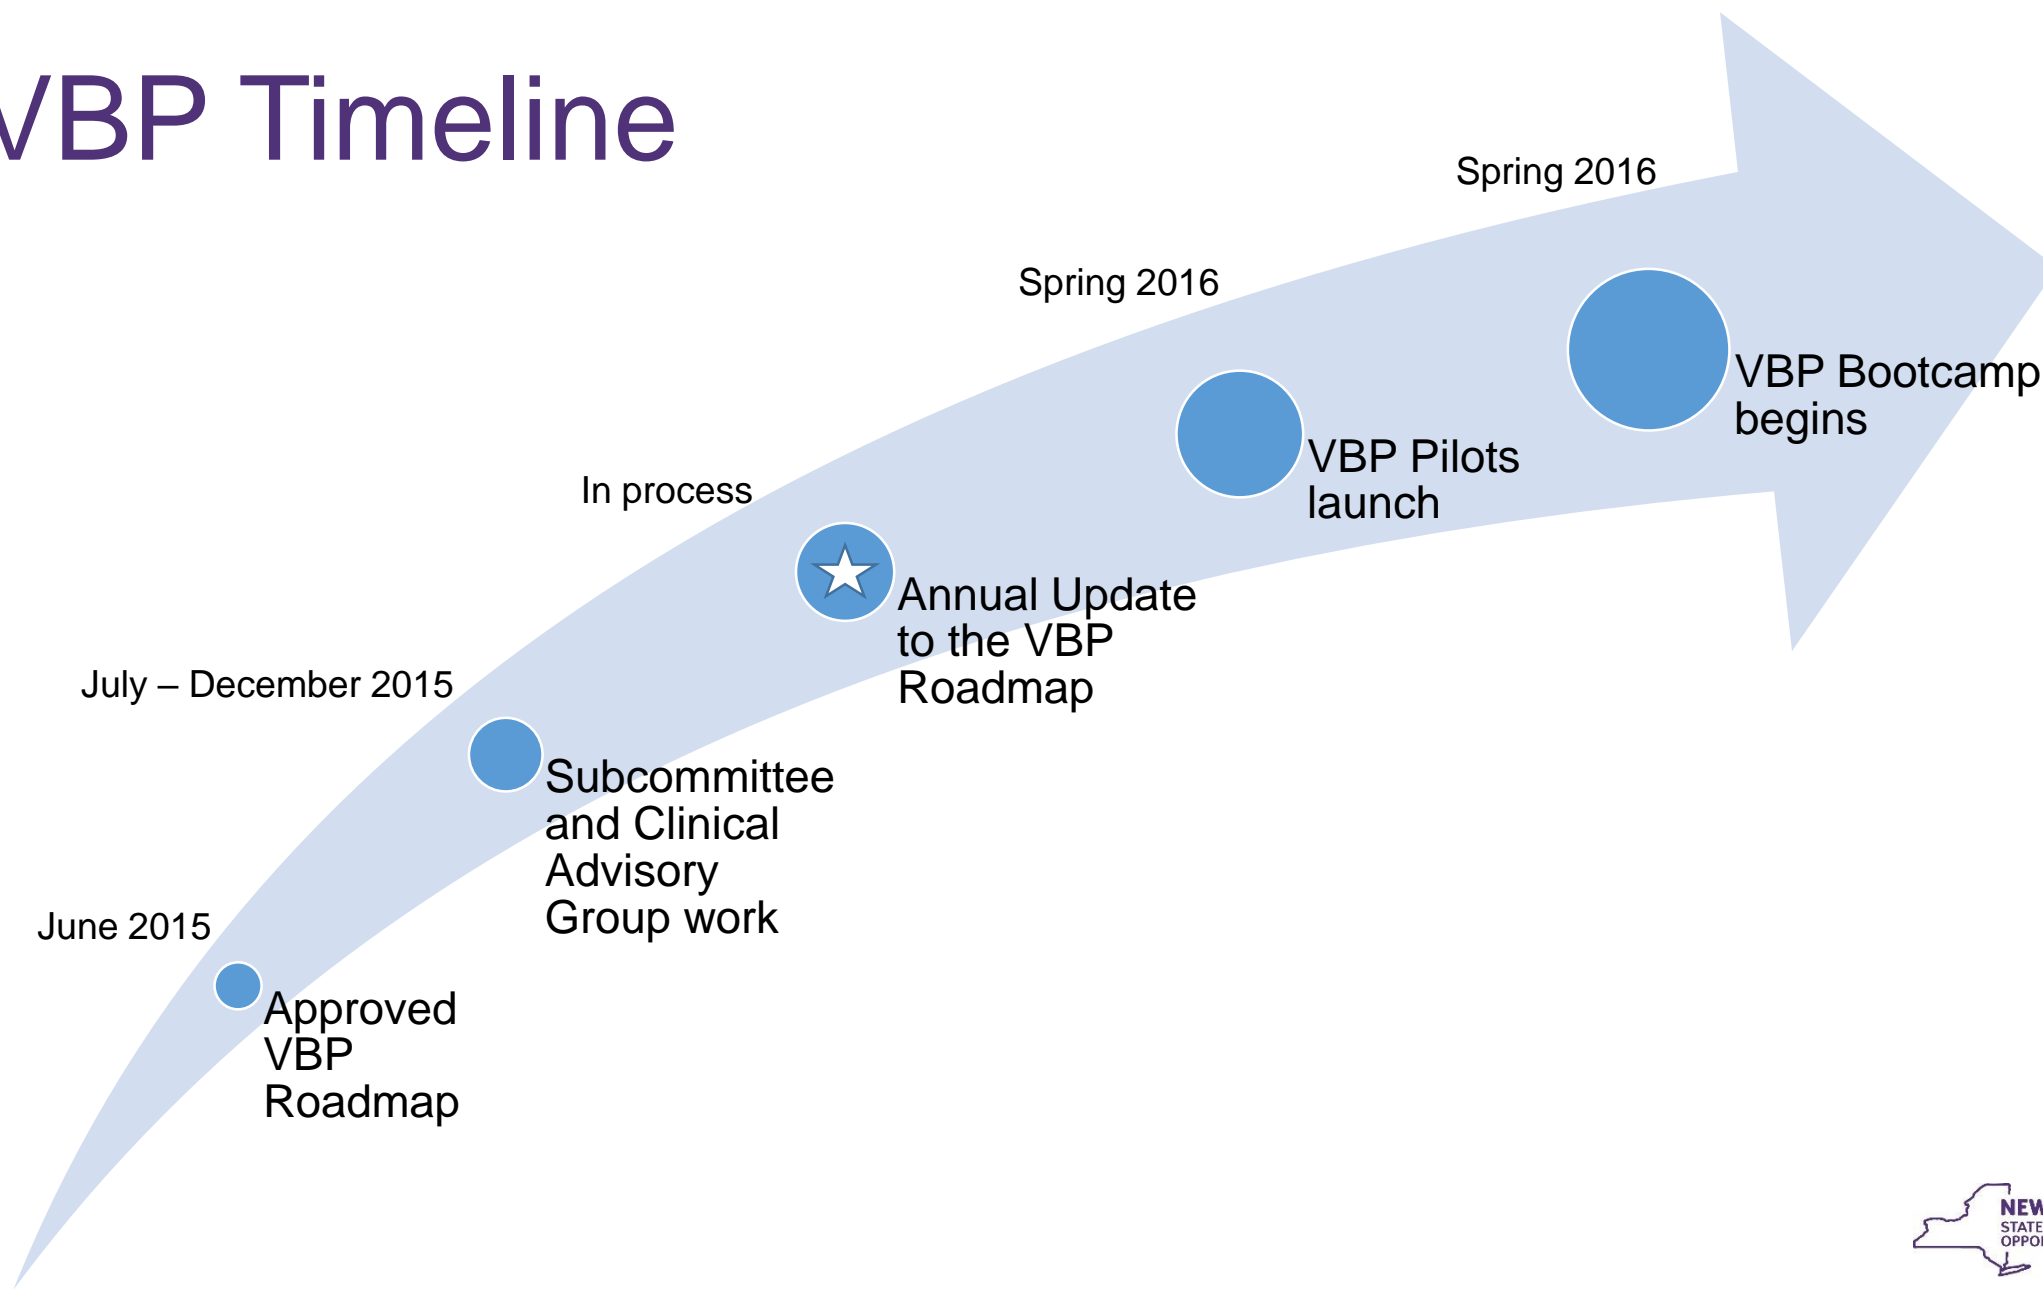 VBP Timeline
Spring 2016
Spring 2016
VBP Bootcamp
begins
VBP Pilots
launch
In process
Annual Update
to the VBP
Roadmap
July – December 2015
Subcommittee
and Clinical
Advisory
Group work
June 2015
Approved
VBP
Roadmap
NEW
STATE